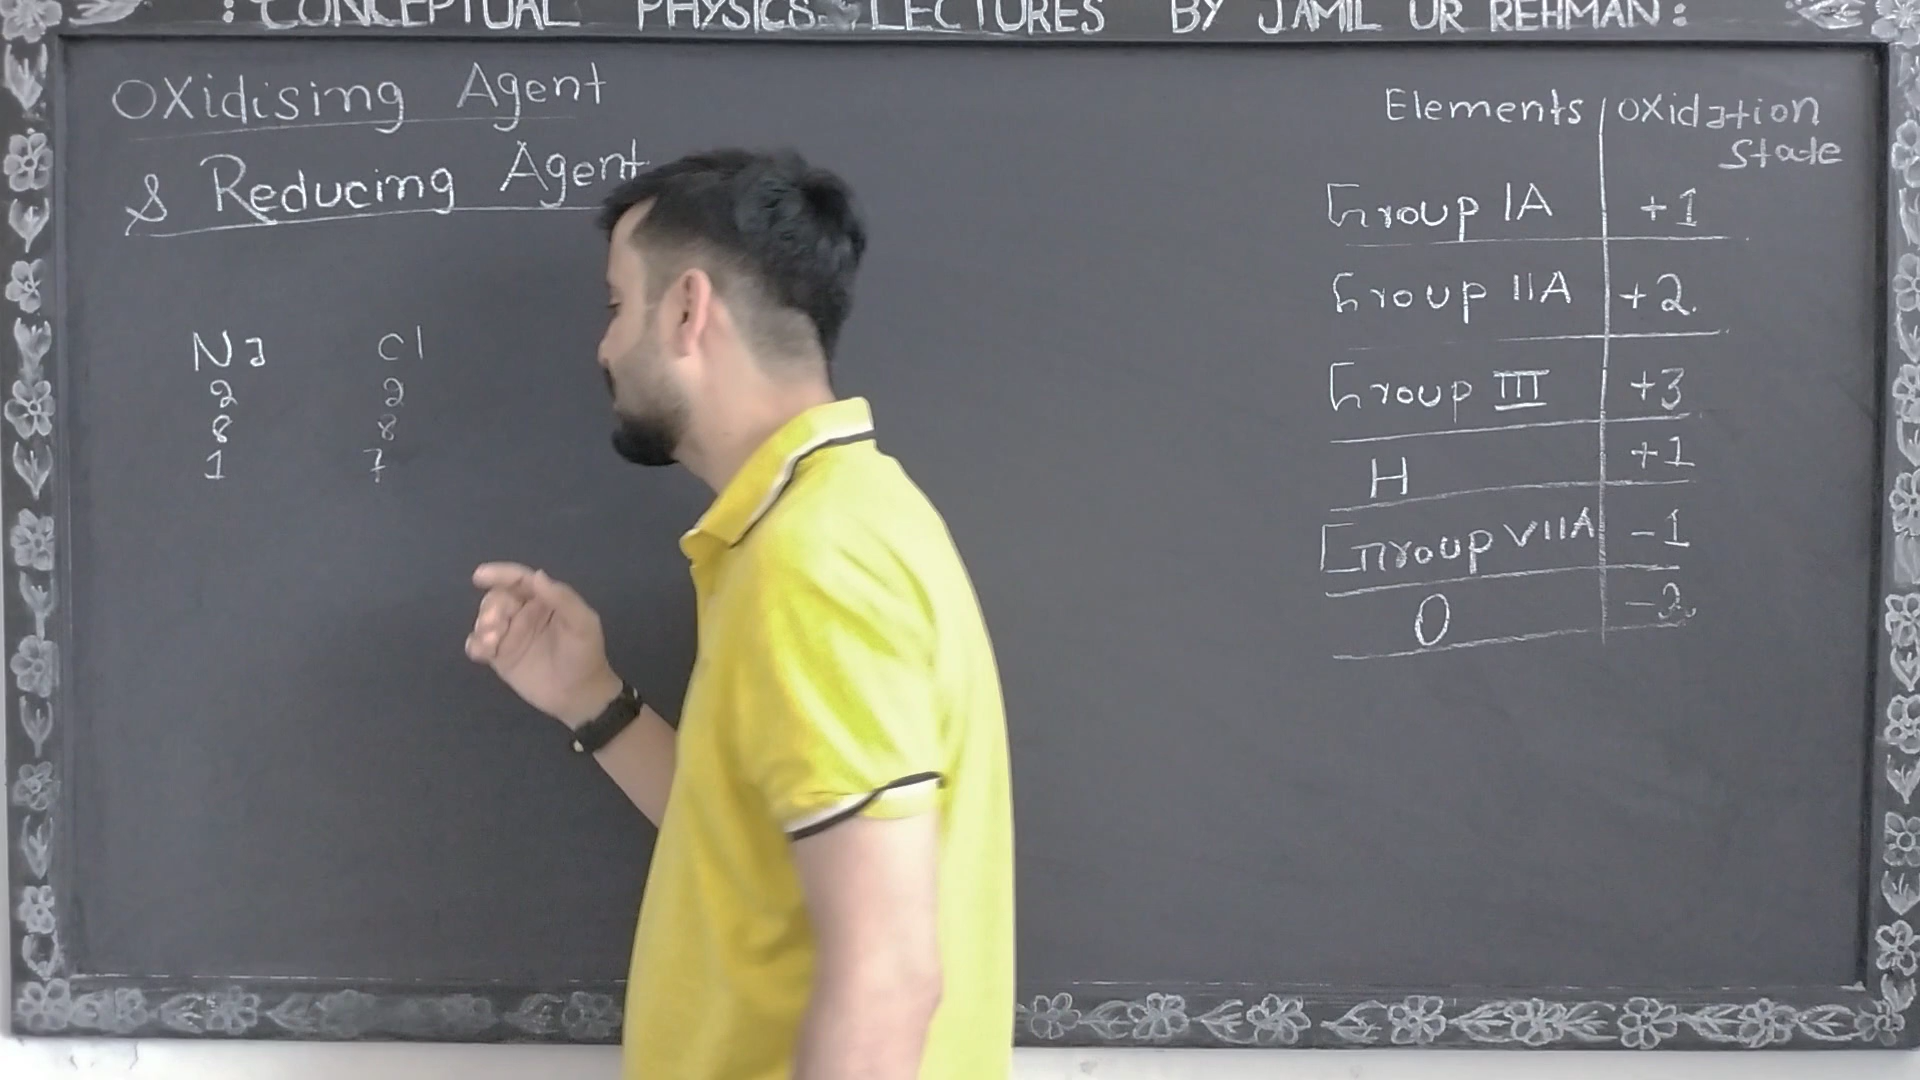 : CONCEPTUAL PHYSICS LECTURES BY JAMIL UR REHMAN :
Oxidising Agent
& Reducing Agent
Na Cl
2 2
8 8
1 7
Elements Oxidation State
Group IA +1
Group IIA +2
Group III +3
H +1
Group VIIA -1
O -2